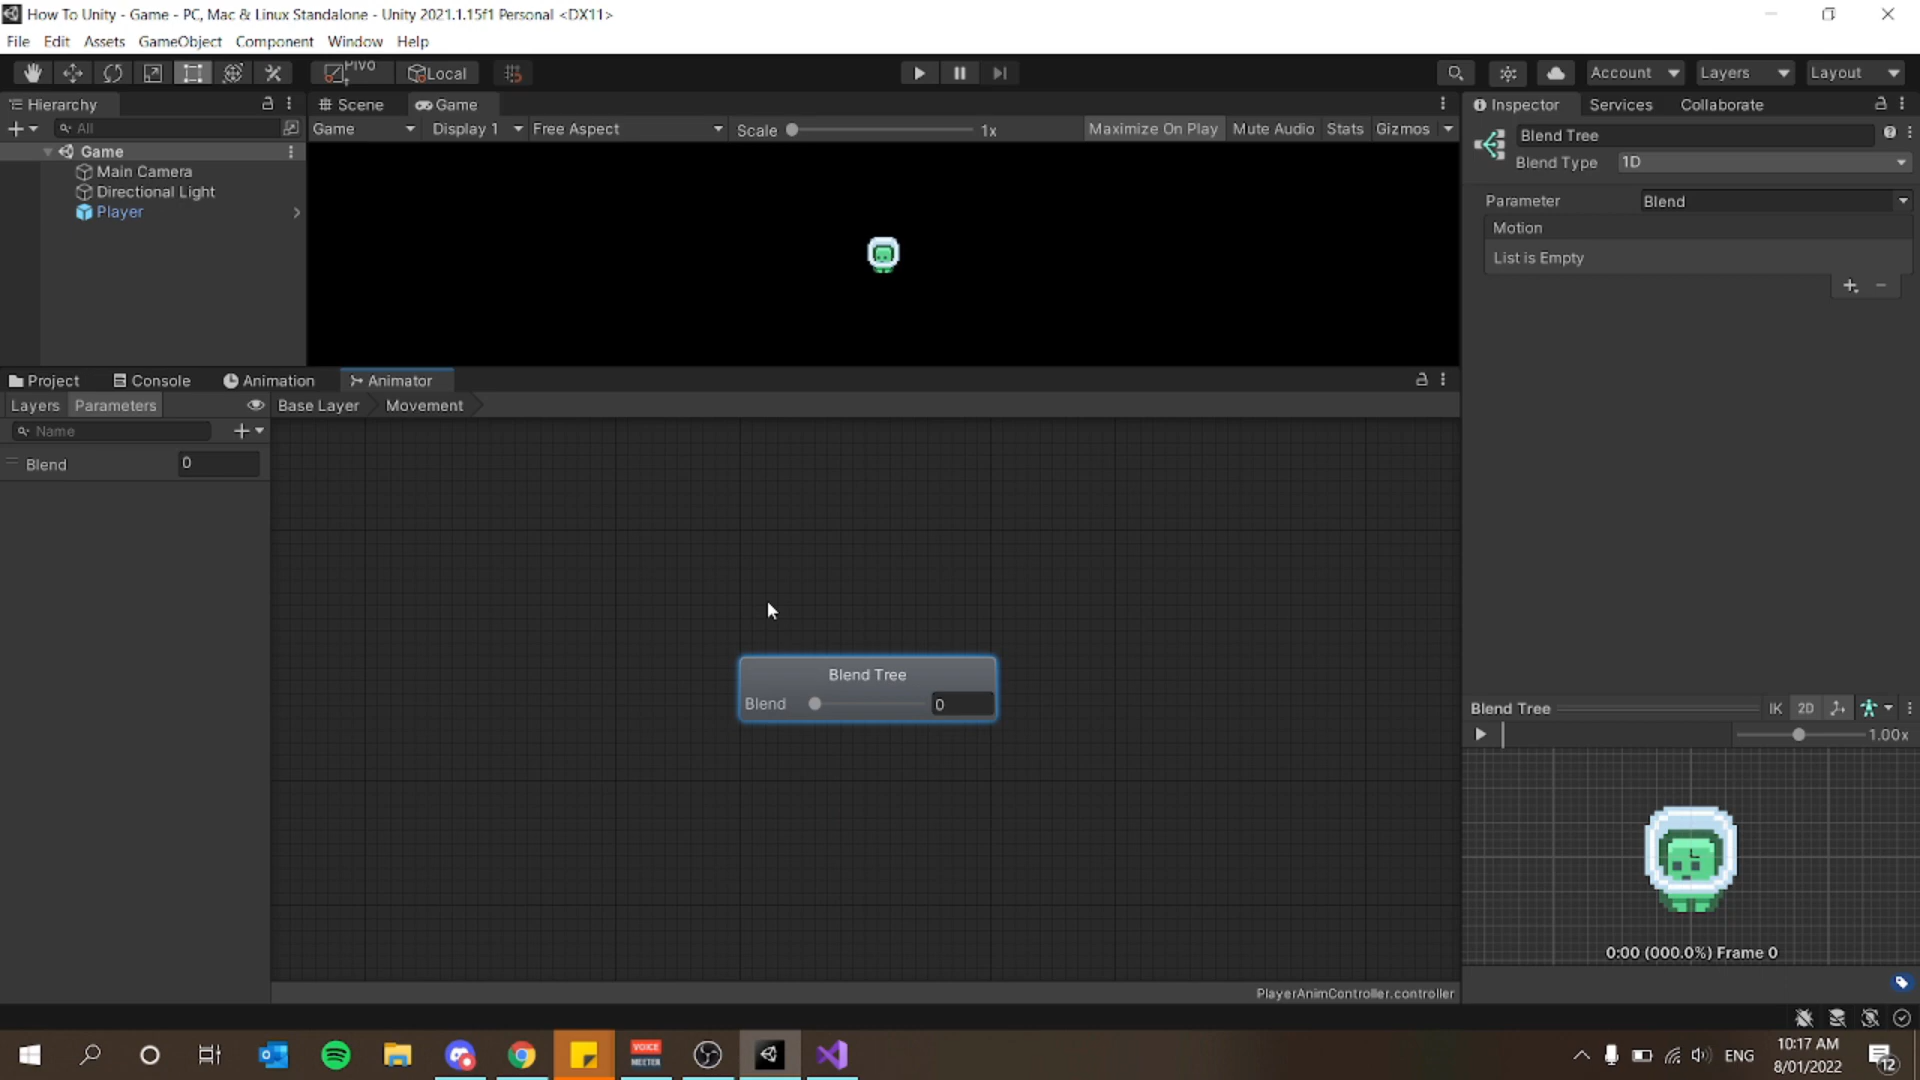 How To Unity - Game - PC, Mac & Linux Standalone - Unity 2021.1.15f1 Personal <DX11>
File Edit Assets GameObject Component Window Help
Pivot Local Account Layers Layout
Hierarchy
All
Game
Main Camera
Directional Light
Player
Scene Game
Game Display 1 Free Aspect Scale 1x Maximize On Play Mute Audio Stats Gizmos
Inspector Services Collaborate
Blend Tree
Blend Type 1D
Parameter Blend
Motion
List is Empty
Project Console Animation Animator
Layers Parameters Base Layer Movement
Name
Blend 0
Blend Tree
Blend 0
PlayerAnimController.controller
Blend Tree IK 2D
1.00x
0:00 (000.0%) Frame 0
VOICE
MEETER
ENG
10:17 AM
8/01/2022
12